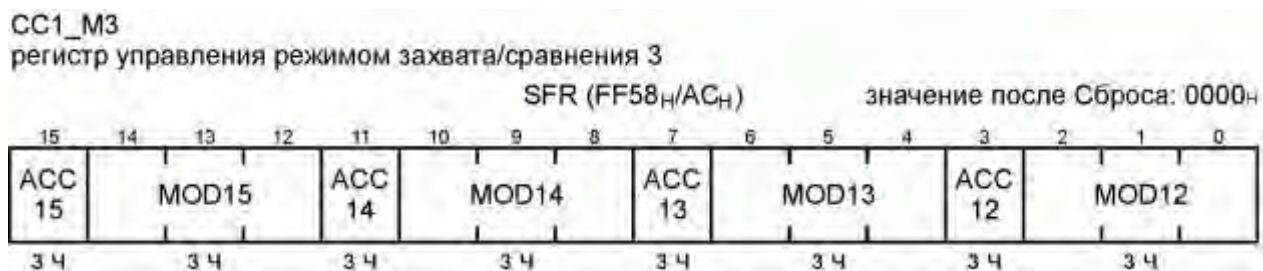 CC1_M3
регистр управления режимом захвата/сравнения 3
SFR (FF58H/ACH) значение после Сброса: 0000H
15 14 13 12 11 10 9 8 7 6 5 4 3 2 1 0
ACC 15 MOD15 ACC 14 MOD14 ACC 13 MOD13 ACC 12 MOD12
З Ч З Ч З Ч З Ч З Ч З Ч З Ч З Ч